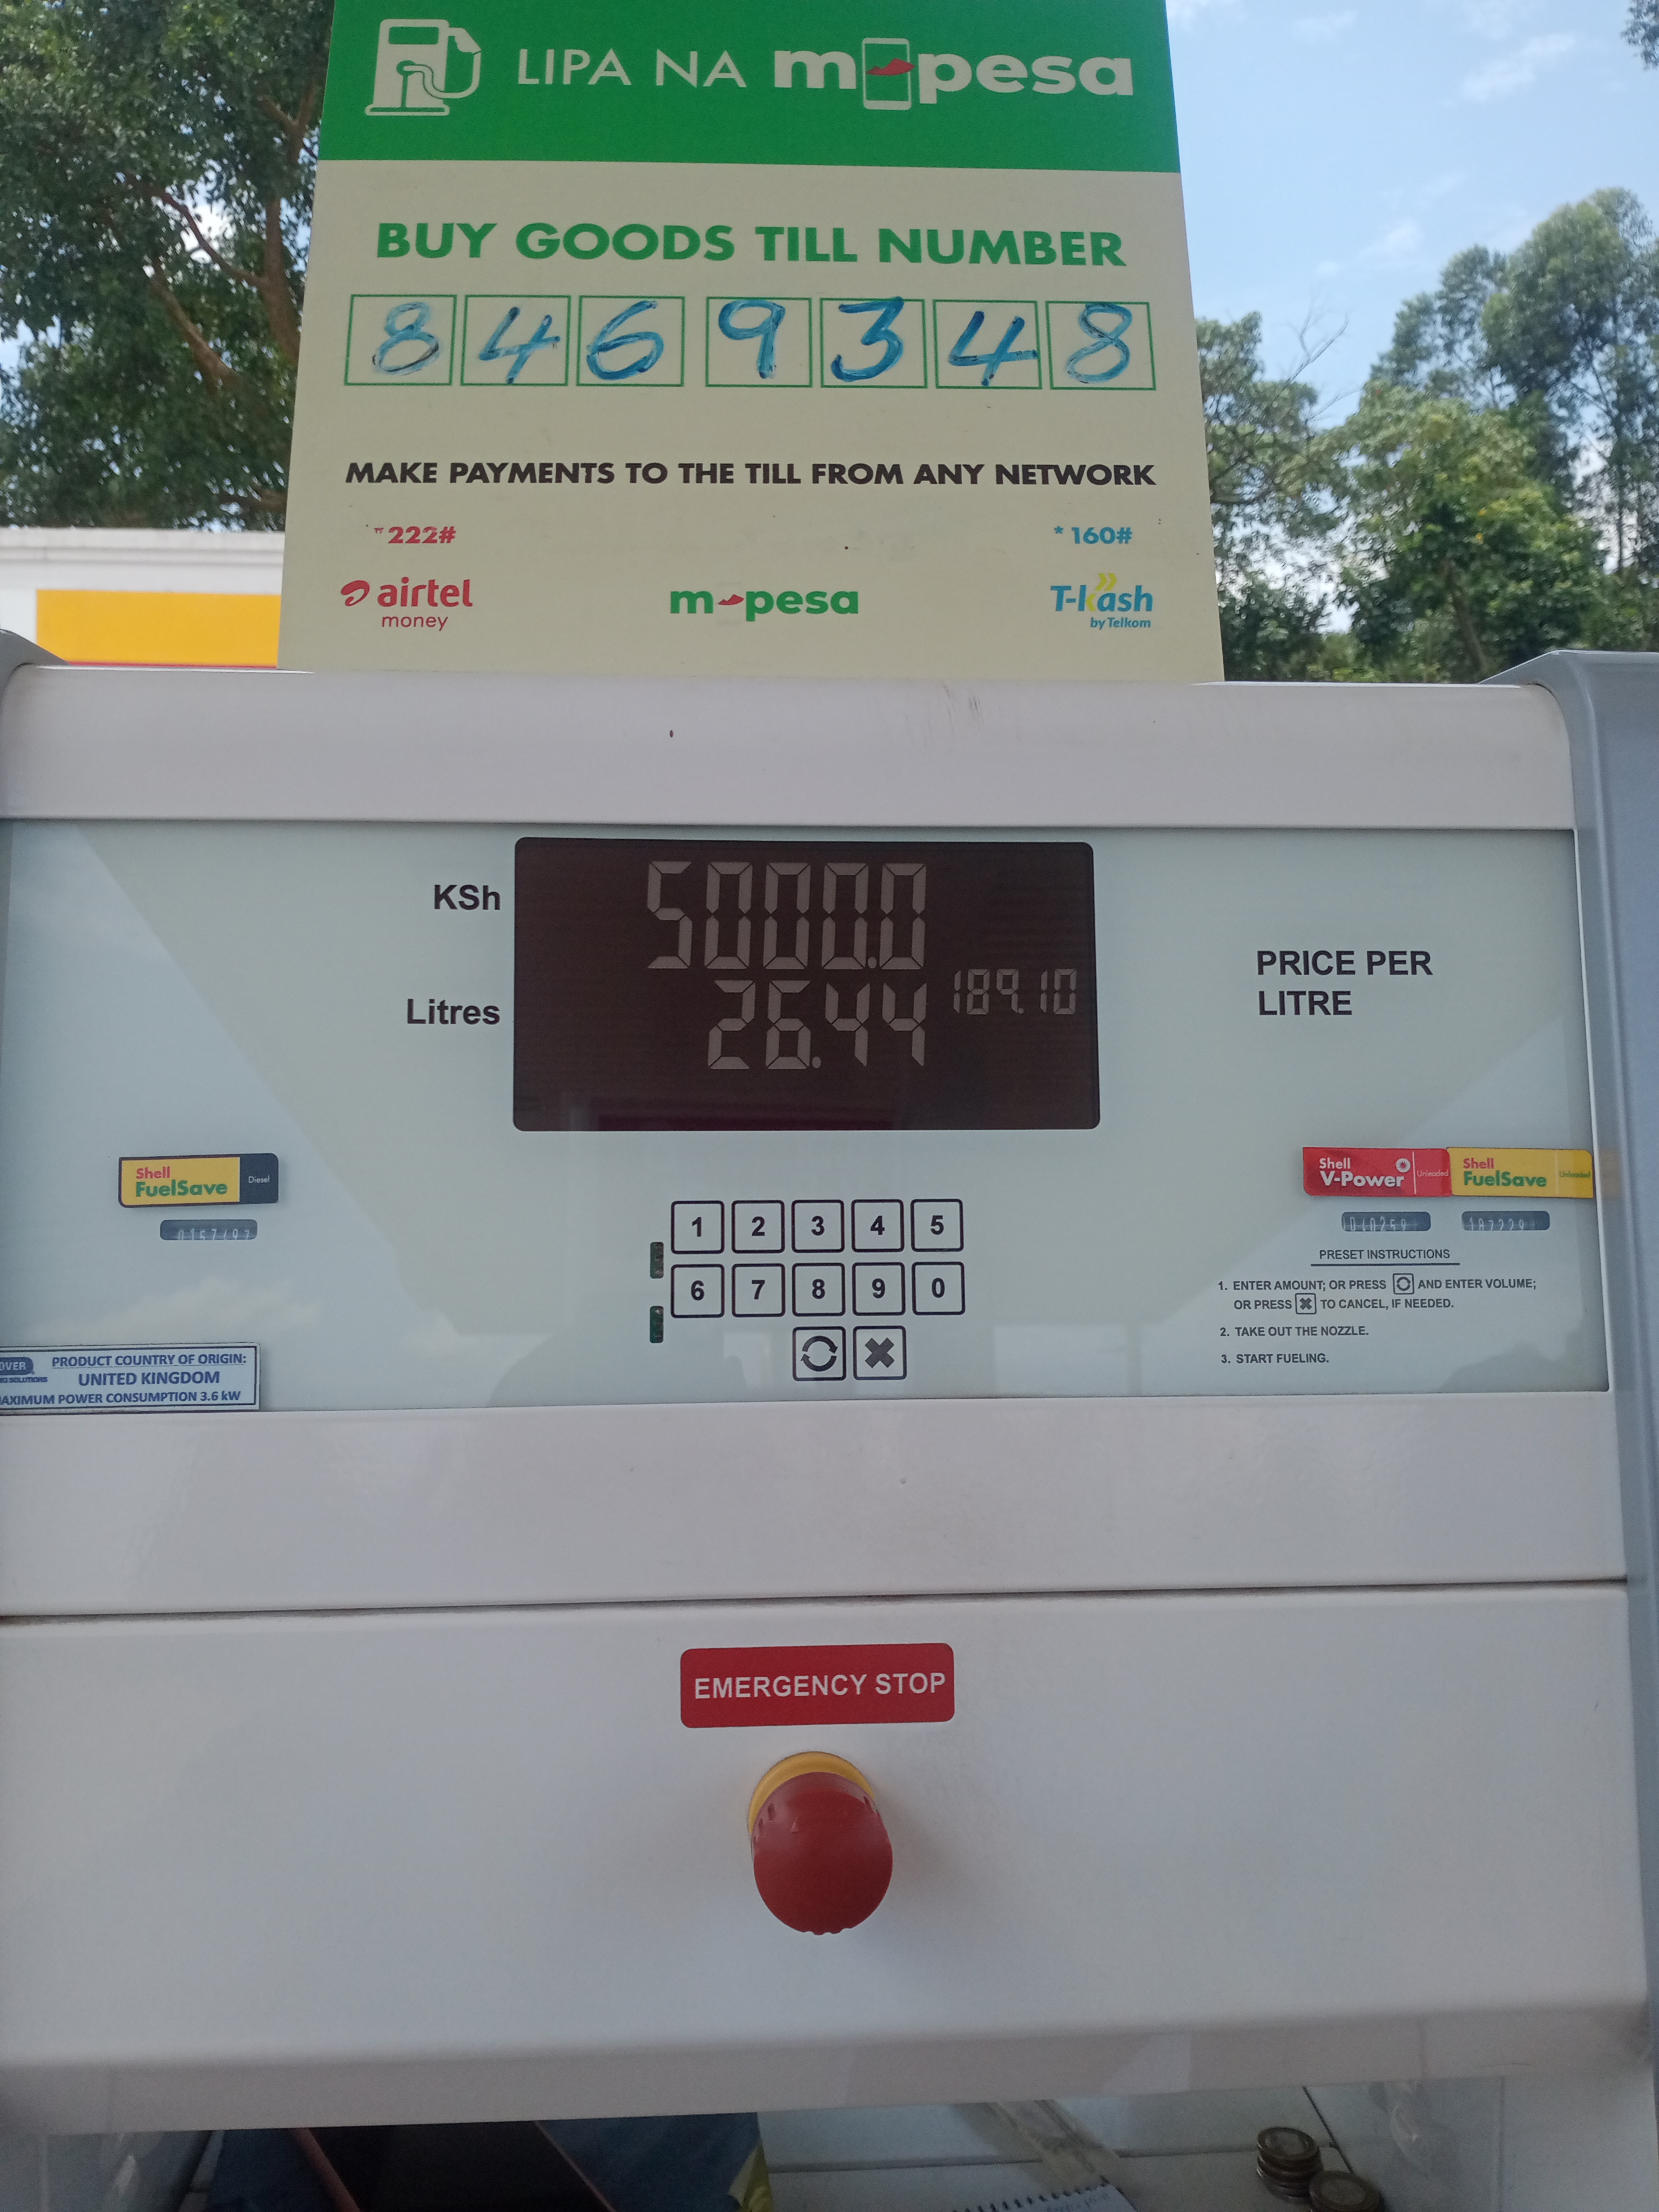 LIPA NA m-pesa
BUY GOODS TILL NUMBER
8469348
MAKE PAYMENTS TO THE TILL FROM ANY NETWORK
*222#
airtel
money
m-pesa
*160#
T-Kash
by Telkom
KSh
5000.0
Litres
26.44
189.10
PRICE PER
LITRE
Shell
FuelSave
Diesel
Shell
V-Power
Unleaded
Shell
FuelSave
Unleaded
1 2 3 4 5
6 7 8 9 0
PRESET INSTRUCTIONS
1. ENTER AMOUNT; OR PRESS AND ENTER VOLUME;
OR PRESS TO CANCEL, IF NEEDED.
2. TAKE OUT THE NOZZLE.
3. START FUELING.
OVER
PRODUCT COUNTRY OF ORIGIN:
UNITED KINGDOM
AXIMUM POWER CONSUMPTION 3.6 kW
EMERGENCY STOP